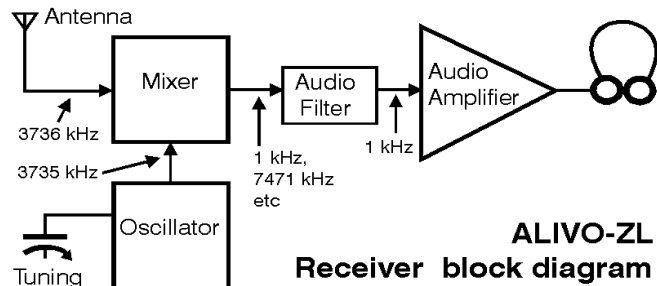 Antenna
Mixer
Audio
Filter
Audio
Amplifier
3736 kHz
3735 kHz
1 kHz,
7471 kHz
etc
1 kHz
Oscillator
Tuning
ALIVO-ZL
Receiver block diagram